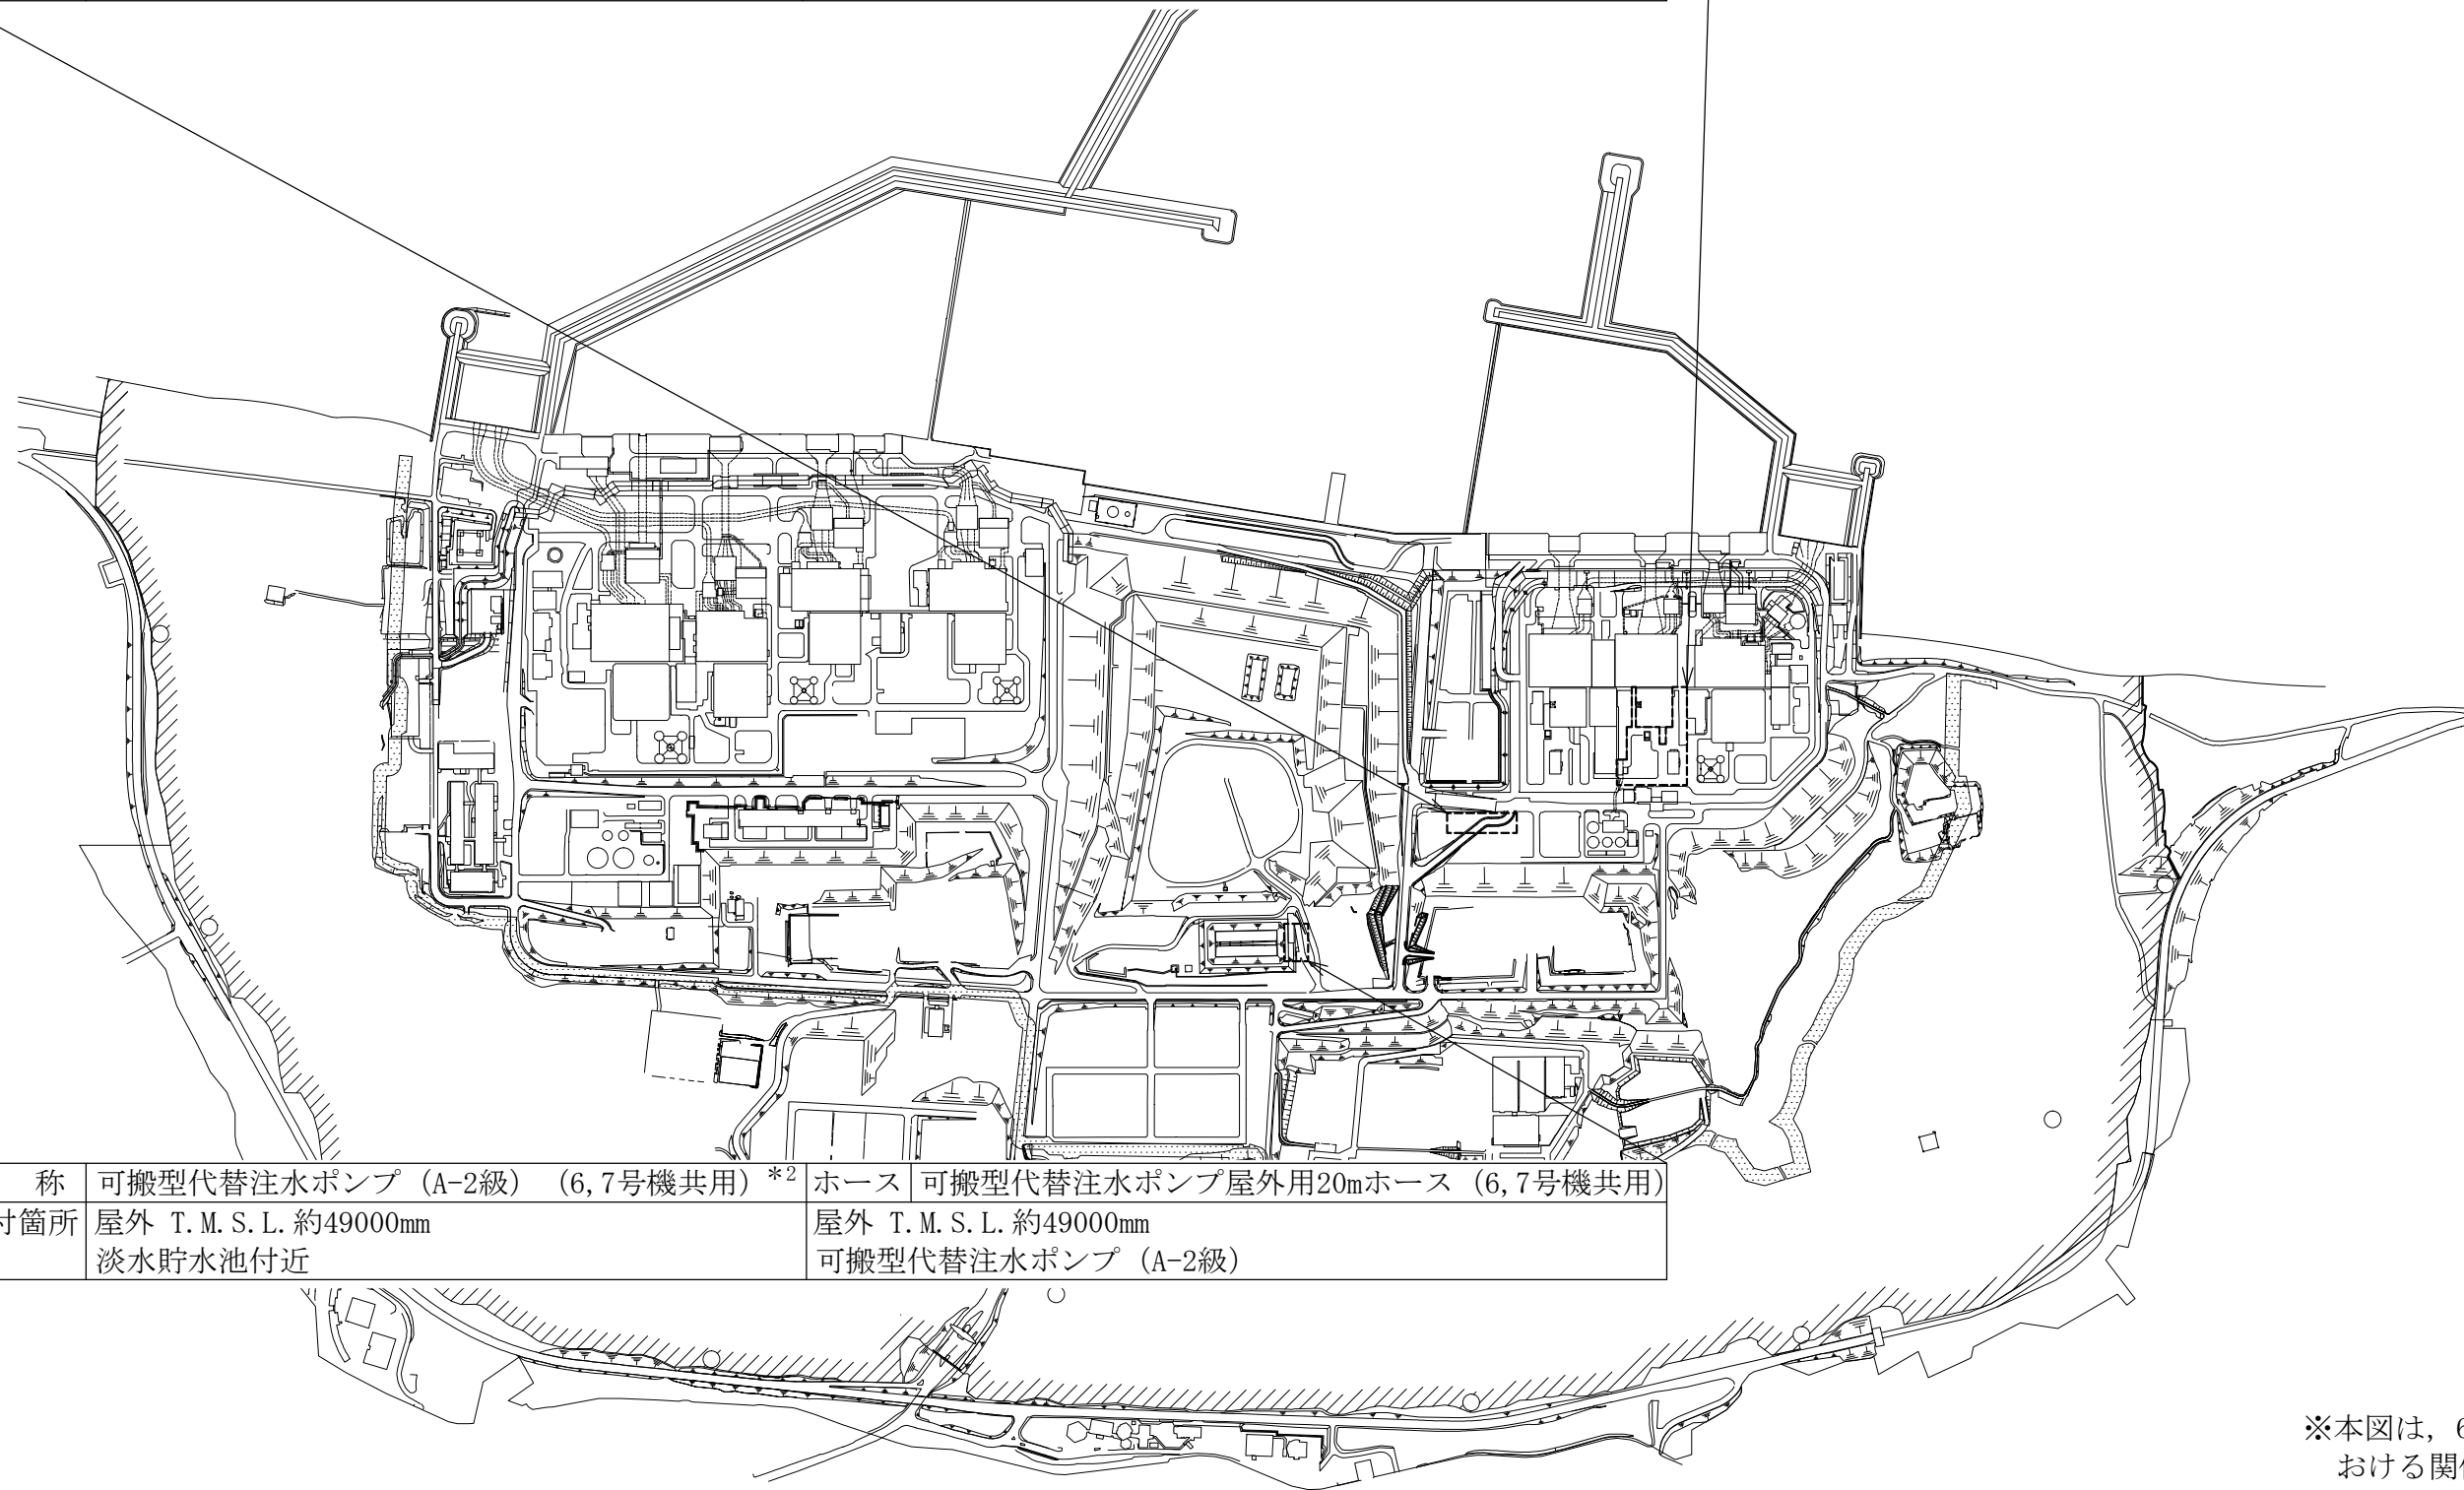 称 可搬型代替注水ポンプ（A-2級）（6,7号機共用）*2 ホース 可搬型代替注水ポンプ屋外用20mホース（6,7号機共用）
付箇所 屋外 T.M.S.L.約49000mm 屋外 T.M.S.L.約49000mm
淡水貯水池付近 可搬型代替注水ポンプ（A-2級）
※本図は，6
おける関